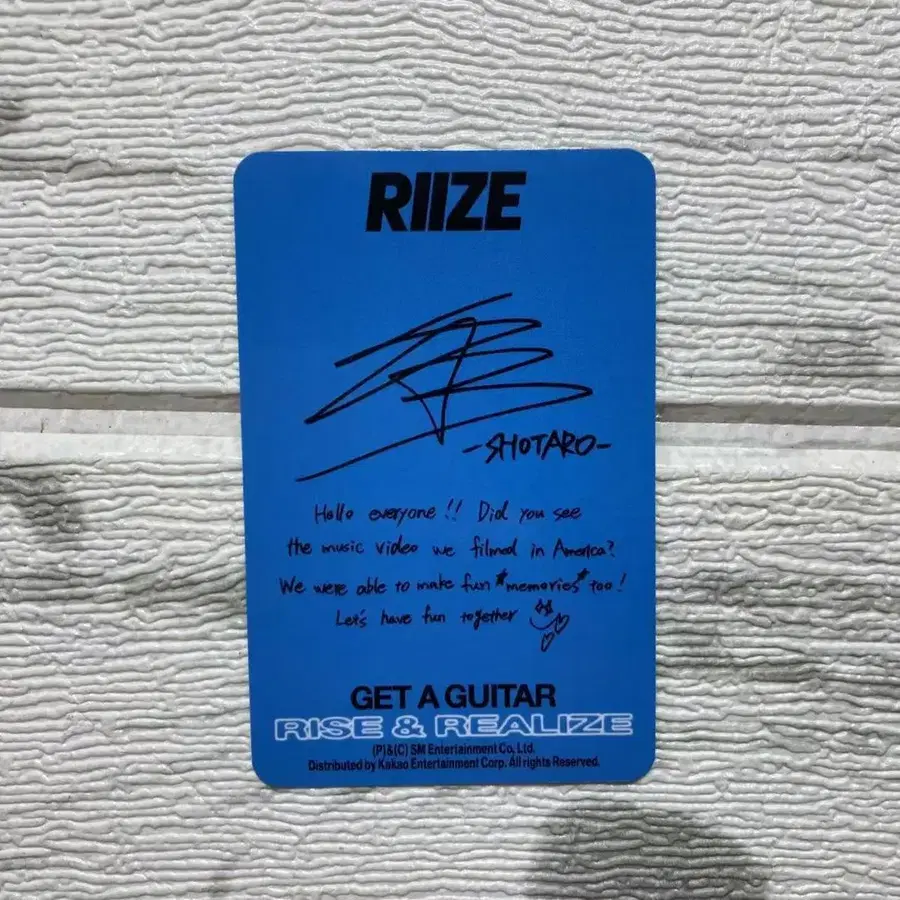 RIIZE
-SHOTARO-
Hello everyone!! Did you see
the music video we filmed in America?
We were able to make fun *memories* too!
Let's have fun together
GET A GUITAR
RISE & REALIZE
(P)&(C) SM Entertainment Co., Ltd.
Distributed by Kakao Entertainment Corp. All rights Reserved.